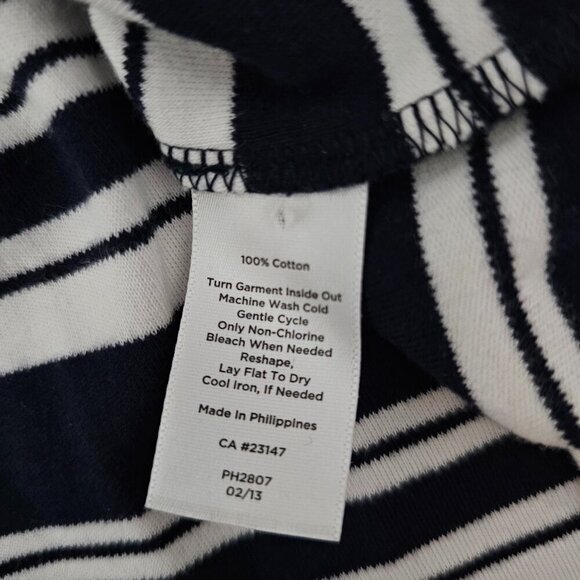 100% Cotton
Turn Garment Inside Out
Machine Wash Cold
Gentle Cycle
Only Non-Chlorine
Bleach When Needed
Reshape,
Lay Flat To Dry
Cool Iron, If Needed
Made In Philippines
CA #23147
PH2807
02/13